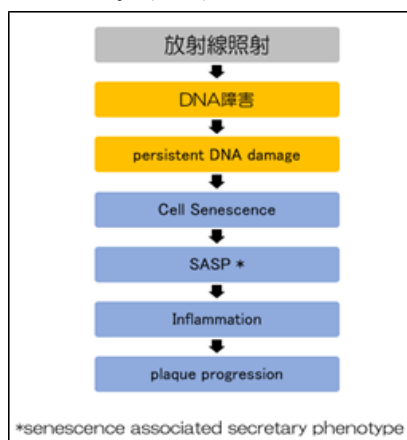 放射線照射
DNA障害
persistent DNA damage
Cell Senescence
SASP *
Inflammation
plaque progression
*senescence associated secretary phenotype